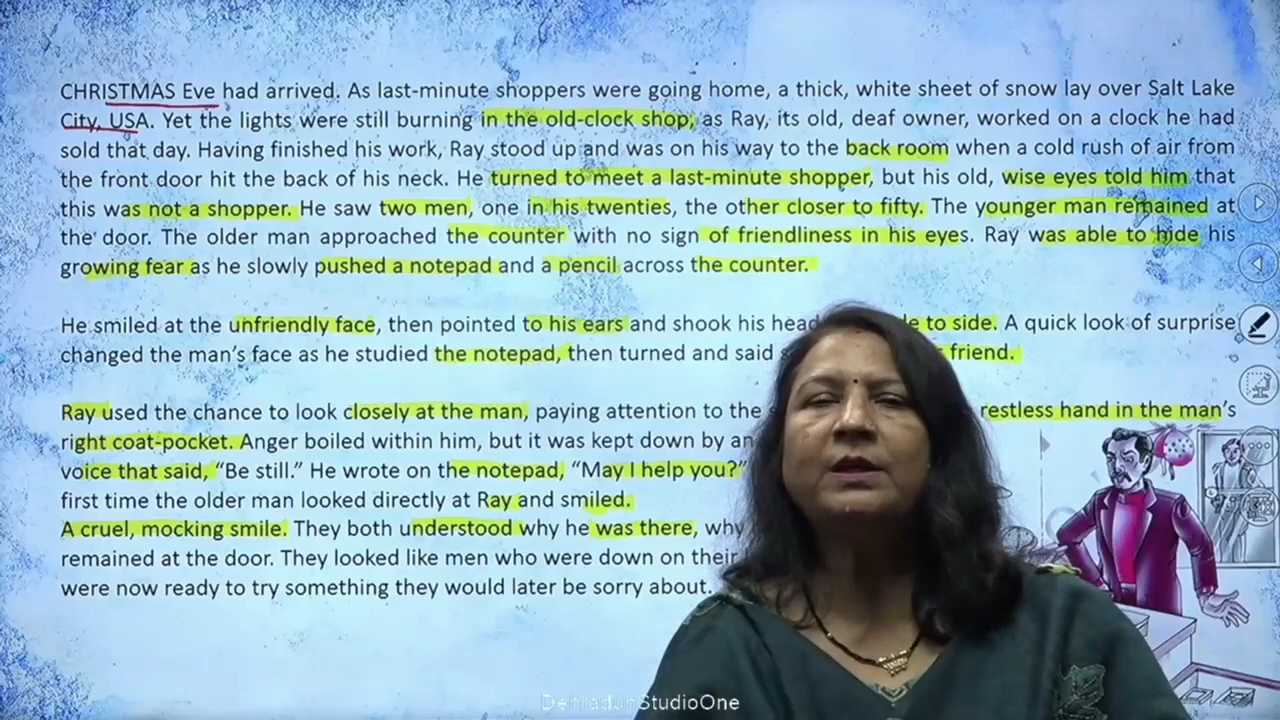 CHRISTMAS Eve had arrived. As last-minute shoppers were going home, a thick, white sheet of snow lay over Salt Lake
City, USA. Yet the lights were still burning in the old-clock shop, as Ray, its old, deaf owner, worked on a clock he had
sold that day. Having finished his work, Ray stood up and was on his way to the back room when a cold rush of air from
the front door hit the back of his neck. He turned to meet a last-minute shopper, but his old, wise eyes told him that
this was not a shopper. He saw two men, one in his twenties, the other closer to fifty. The younger man remained at
the door. The older man approached the counter with no sign of friendliness in his eyes. Ray was able to hide his
growing fear as he slowly pushed a notepad and a pencil across the counter.
He smiled at the unfriendly face, then pointed to his ears and shook his head to side. A quick look of surprise
changed the man's face as he studied the notepad, then turned and said friend.
Ray used the chance to look closely at the man, paying attention to the restless hand in the man's
right coat-pocket. Anger boiled within him, but it was kept down by an
voice that said, "Be still." He wrote on the notepad, "May I help you?"
first time the older man looked directly at Ray and smiled.
A cruel, mocking smile. They both understood why he was there, why
remained at the door. They looked like men who were down on their
were now ready to try something they would later be sorry about.
DehradunStudioOne